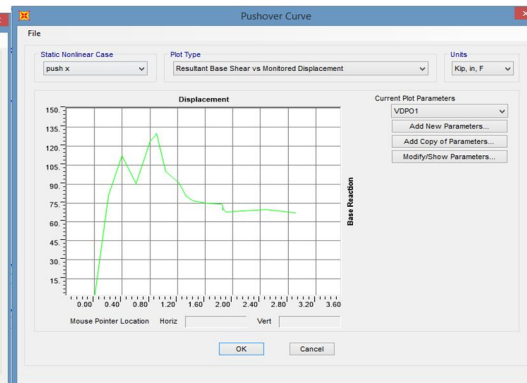 Pushover Curve
File
Static Nonlinear Case
push x
Plot Type
Resultant Base Shear vs Monitored Displacement
Units
Kip, in, F
Displacement
150.
135.
120.
105.
90.
75.
60.
45.
30.
15.
0.00 0.40 0.80 1.20 1.60 2.00 2.40 2.80 3.20 3.60
Base Reaction
Mouse Pointer Location Horiz Vert
Current Plot Parameters
VDPO1
Add New Parameters...
Add Copy of Parameters...
Modify/Show Parameters...
OK Cancel